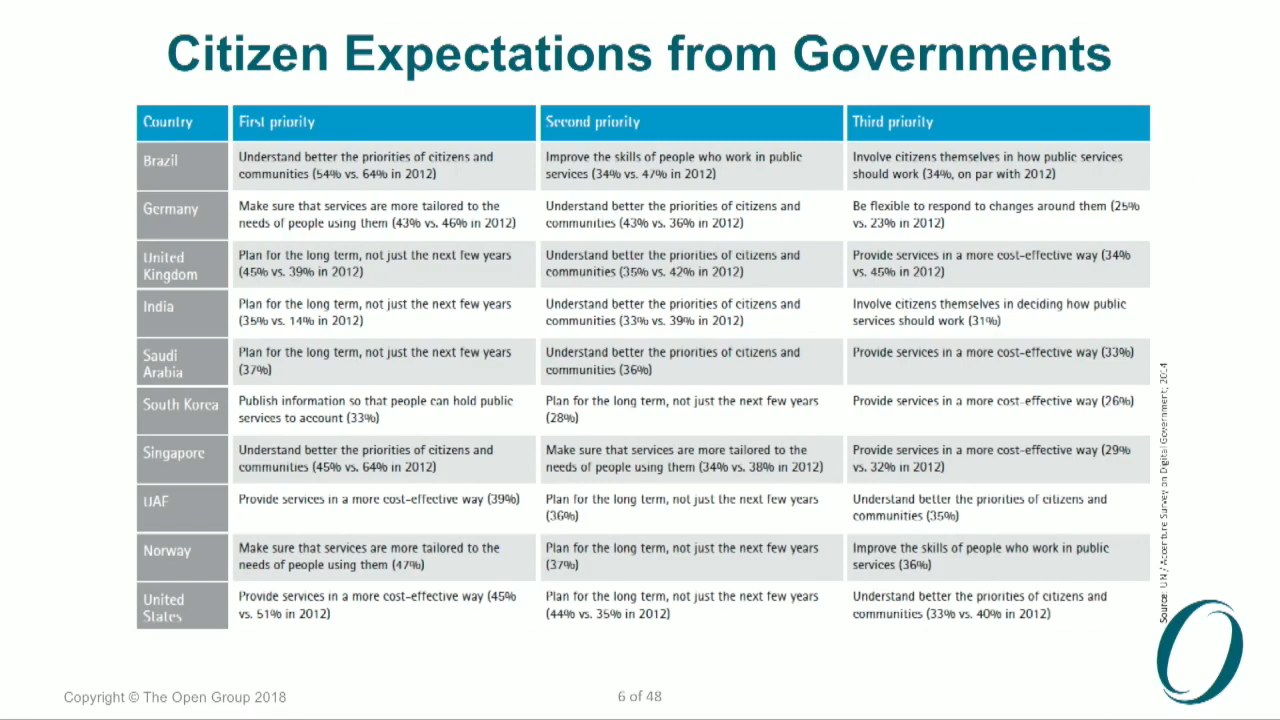 Citizen Expectations from Governments
Country
First priority
Second priority
Third priority
Brazil
Understand better the priorities of citizens and
communities (54% vs. 64% in 2012)
Improve the skills of people who work in public
services (34% vs. 47% in 2012)
Involve citizens themselves in how public services
should work (34%, on par with 2012)
Germany
Make sure that services are more tailored to the
needs of people using them (43% vs. 46% in 2012)
Understand better the priorities of citizens and
communities (43% vs. 36% in 2012)
Be flexible to respond to changes around them (25%
vs. 23% in 2012)
United
Kingdom
Plan for the long term, not just the next few years
(45% vs. 39% in 2012)
Understand better the priorities of citizens and
communities (35% vs. 42% in 2012)
Provide services in a more cost-effective way (34%
vs. 45% in 2012)
India
Plan for the long term, not just the next few years
(35% vs. 14% in 2012)
Understand better the priorities of citizens and
communities (33% vs. 39% in 2012)
Involve citizens themselves in deciding how public
services should work (31%)
Saudi
Arabia
Plan for the long term, not just the next few years
(37%)
Understand better the priorities of citizens and
communities (36%)
Provide services in a more cost-effective way (33%)
South Korea
Publish information so that people can hold public
services to account (33%)
Plan for the long term, not just the next few years
(28%)
Provide services in a more cost-effective way (26%)
Singapore
Understand better the priorities of citizens and
communities (45% vs. 64% in 2012)
Make sure that services are more tailored to the
needs of people using them (34% vs. 38% in 2012)
Provide services in a more cost-effective way (29%
vs. 32% in 2012)
UAE
Provide services in a more cost-effective way (39%)
Plan for the long term, not just the next few years
(36%)
Understand better the priorities of citizens and
communities (35%)
Norway
Make sure that services are more tailored to the
needs of people using them (47%)
Plan for the long term, not just the next few years
(37%)
Improve the skills of people who work in public
services (36%)
United
States
Provide services in a more cost-effective way (45%
vs. 51% in 2012)
Plan for the long term, not just the next few years
(44% vs. 35% in 2012)
Understand better the priorities of citizens and
communities (33% vs. 40% in 2012)
Source: UN / Accenture Survey on Digital Government, 2014
Copyright © The Open Group 2018
6 of 48